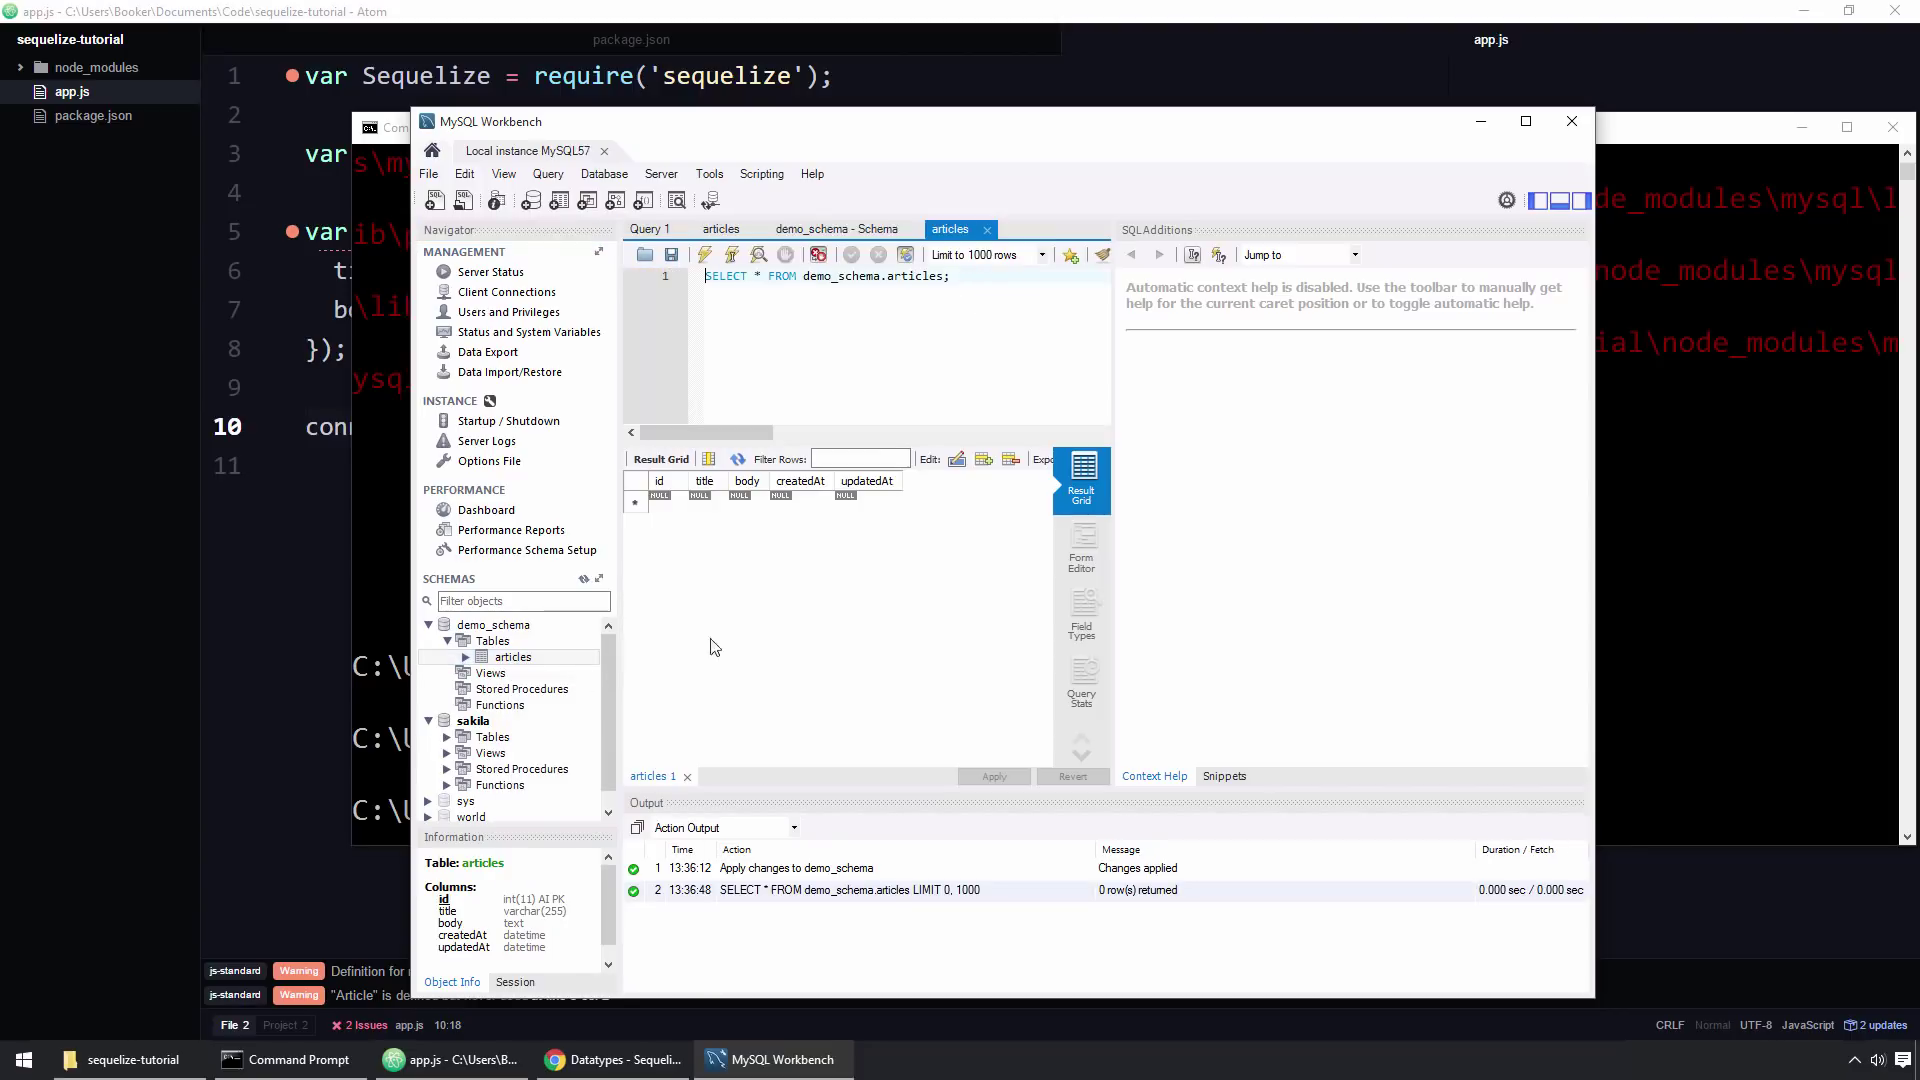 app.js - C:\Users\Booker\Documents\Code\sequelize-tutorial - Atom
sequelize-tutorial
node_modules
app.js
package.json
package.json
app.js
1 var Sequelize = require('sequelize');
2
3 var
4
5 var
6 ti
7 bo
8 });
9
10 conn
11
Com
s\my
ib\p
\lib
ysq
C:\U
C:\U
C:\U
de_modules\mysql\l
node_modules\mysql
ial\node_modules\m
MySQL Workbench
Local instance MySQL57
File Edit View Query Database Server Tools Scripting Help
Navigator
MANAGEMENT
Server Status
Client Connections
Users and Privileges
Status and System Variables
Data Export
Data Import/Restore
INSTANCE
Startup / Shutdown
Server Logs
Options File
PERFORMANCE
Dashboard
Performance Reports
Performance Schema Setup
SCHEMAS
Filter objects
demo_schema
Tables
articles
Views
Stored Procedures
Functions
sakila
Tables
Views
Stored Procedures
Functions
sys
world
Information
Table: articles
Columns:
id int(11) AI PK
title varchar(255)
body text
createdAt datetime
updatedAt datetime
Object Info Session
Query 1 articles demo_schema - Schema articles
Limit to 1000 rows
1 SELECT * FROM demo_schema.articles;
Result Grid Filter Rows: Edit: Expo
id title body createdAt updatedAt
* NULL NULL NULL NULL NULL
Result Grid
Form Editor
Field Types
Query Stats
articles 1 Apply Revert
SQLAdditions
Jump to
Automatic context help is disabled. Use the toolbar to manually get
help for the current caret position or to toggle automatic help.
Context Help Snippets
Output
Action Output
Time Action Message Duration / Fetch
1 13:36:12 Apply changes to demo_schema Changes applied
2 13:36:48 SELECT * FROM demo_schema.articles LIMIT 0, 1000 0 row(s) returned 0.000 sec / 0.000 sec
js-standard Warning Definition for r
js-standard Warning "Article" is defined but never used
File 2 Project 2 2 Issues app.js 10:18
CRLF Normal UTF-8 JavaScript 2 updates
sequelize-tutorial Command Prompt app.js - C:\Users\B... Datatypes - Sequeli... MySQL Workbench